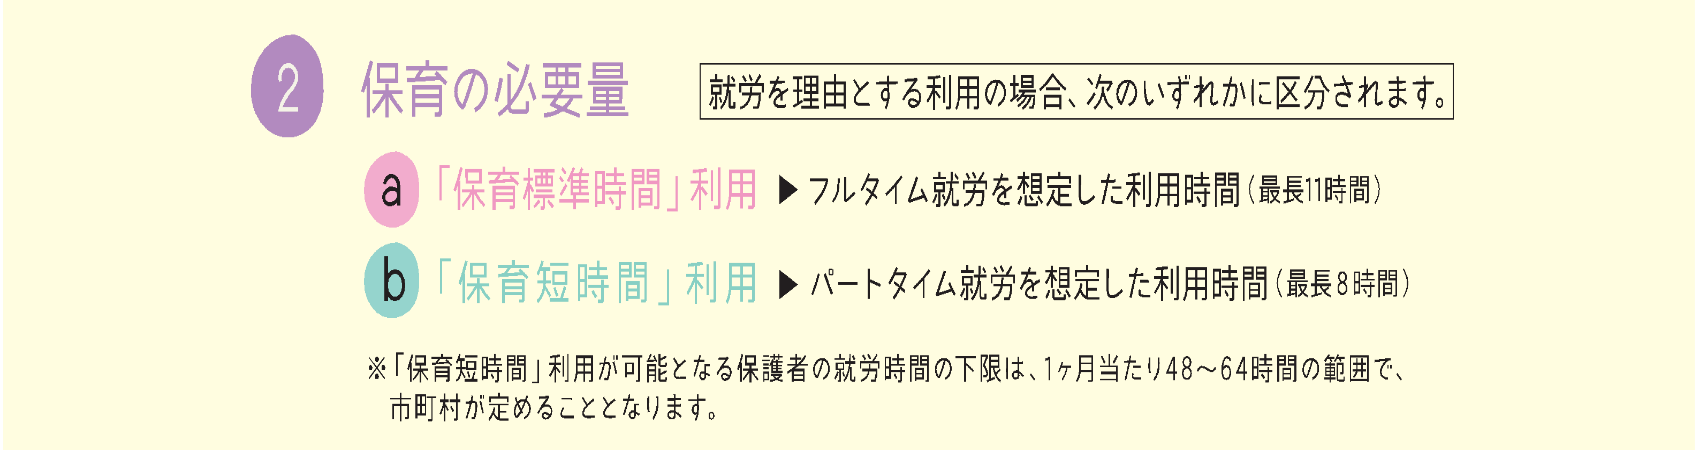 2 保育の必要量 就労を理由とする利用の場合、次のいずれかに区分されます。
a 「保育標準時間」利用 ▶ フルタイム就労を想定した利用時間(最長11時間)
b 「保育短時間」利用 ▶ パートタイム就労を想定した利用時間(最長8時間)
※「保育短時間」利用が可能となる保護者の就労時間の下限は、1ヶ月当たり48～64時間の範囲で、
市町村が定めることとなります。